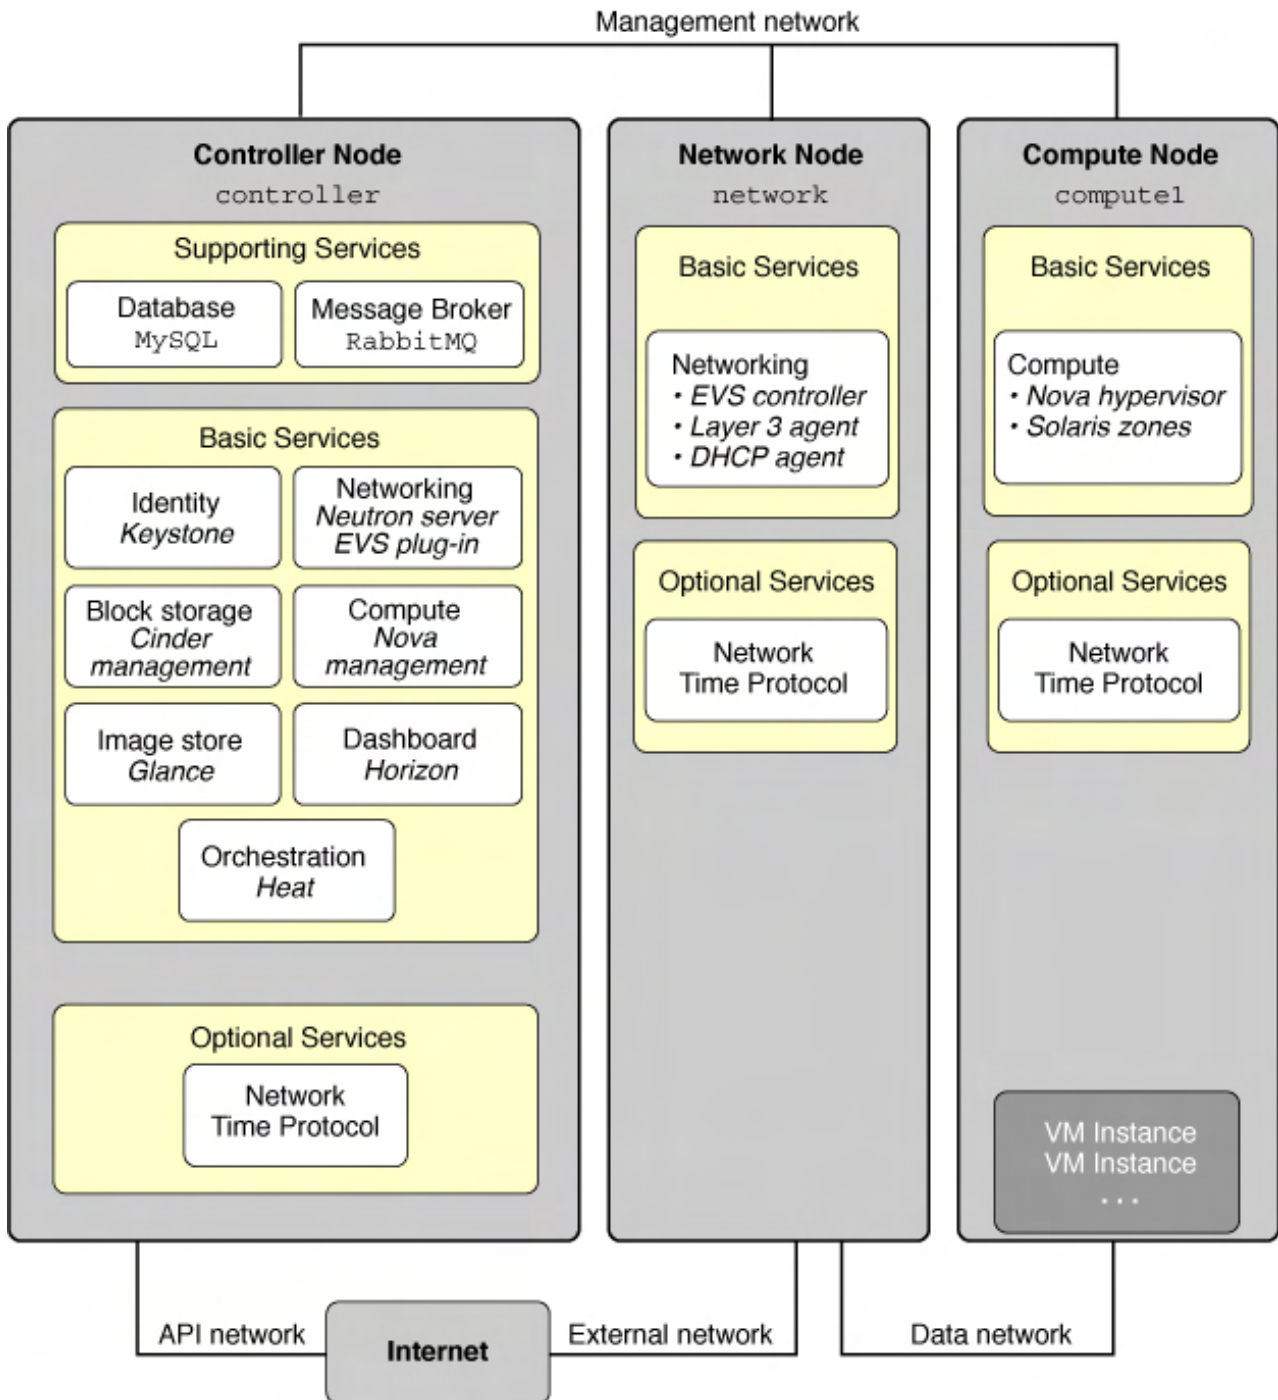 Management network
Controller Node
controller
Supporting Services
Database
MySQL
Message Broker
RabbitMQ
Basic Services
Identity
Keystone
Networking
Neutron server
EVS plug-in
Block storage
Cinder
management
Compute
Nova
management
Image store
Glance
Dashboard
Horizon
Orchestration
Heat
Optional Services
Network
Time Protocol
Network Node
network
Basic Services
Networking
• EVS controller
• Layer 3 agent
• DHCP agent
Optional Services
Network
Time Protocol
Compute Node
compute1
Basic Services
Compute
• Nova hypervisor
• Solaris zones
Optional Services
Network
Time Protocol
VM Instance
VM Instance
...
API network
Internet
External network
Data network